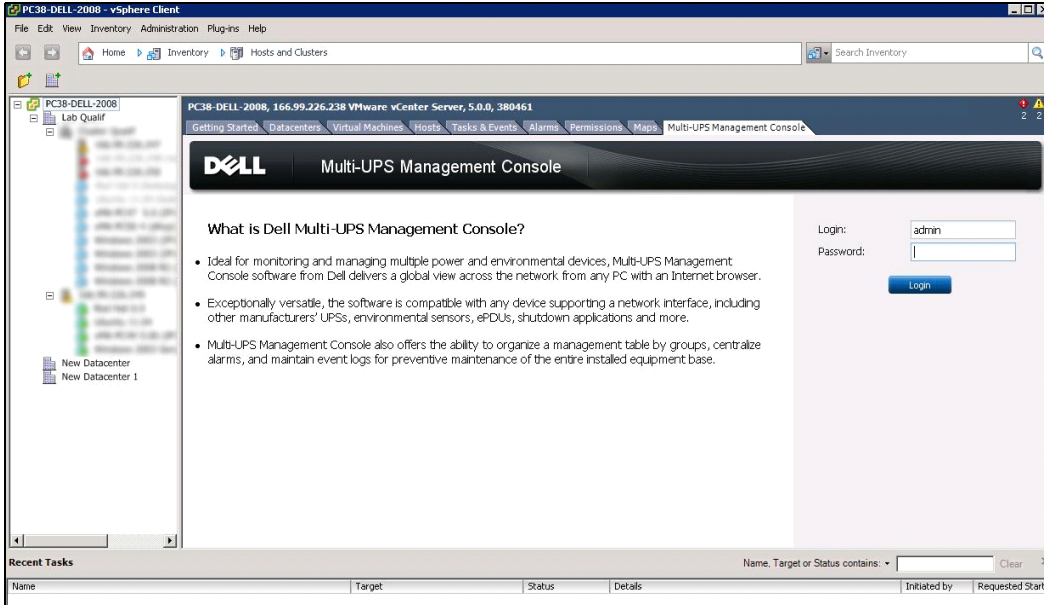 PC38-DELL-2008 - vSphere Client
File Edit View Inventory Administration Plug-ins Help
Home Inventory Hosts and Clusters
Search Inventory
PC38-DELL-2008
Lab Qualif
New Datacenter
New Datacenter 1
PC38-DELL-2008, 166.99.226.238 VMware vCenter Server, 5.0.0, 380461
2 2
Getting Started Datacenters Virtual Machines Hosts Tasks & Events Alarms Permissions Maps Multi-UPS Management Console
DELL Multi-UPS Management Console
What is Dell Multi-UPS Management Console?
• Ideal for monitoring and managing multiple power and environmental devices, Multi-UPS Management
Console software from Dell delivers a global view across the network from any PC with an Internet browser.
• Exceptionally versatile, the software is compatible with any device supporting a network interface, including
other manufacturers' UPSs, environmental sensors, ePDUs, shutdown applications and more.
• Multi-UPS Management Console also offers the ability to organize a management table by groups, centralize
alarms, and maintain event logs for preventive maintenance of the entire installed equipment base.
Login: admin
Password:
Login
Recent Tasks
Name, Target or Status contains: Clear
Name Target Status Details Initiated by Requested Start